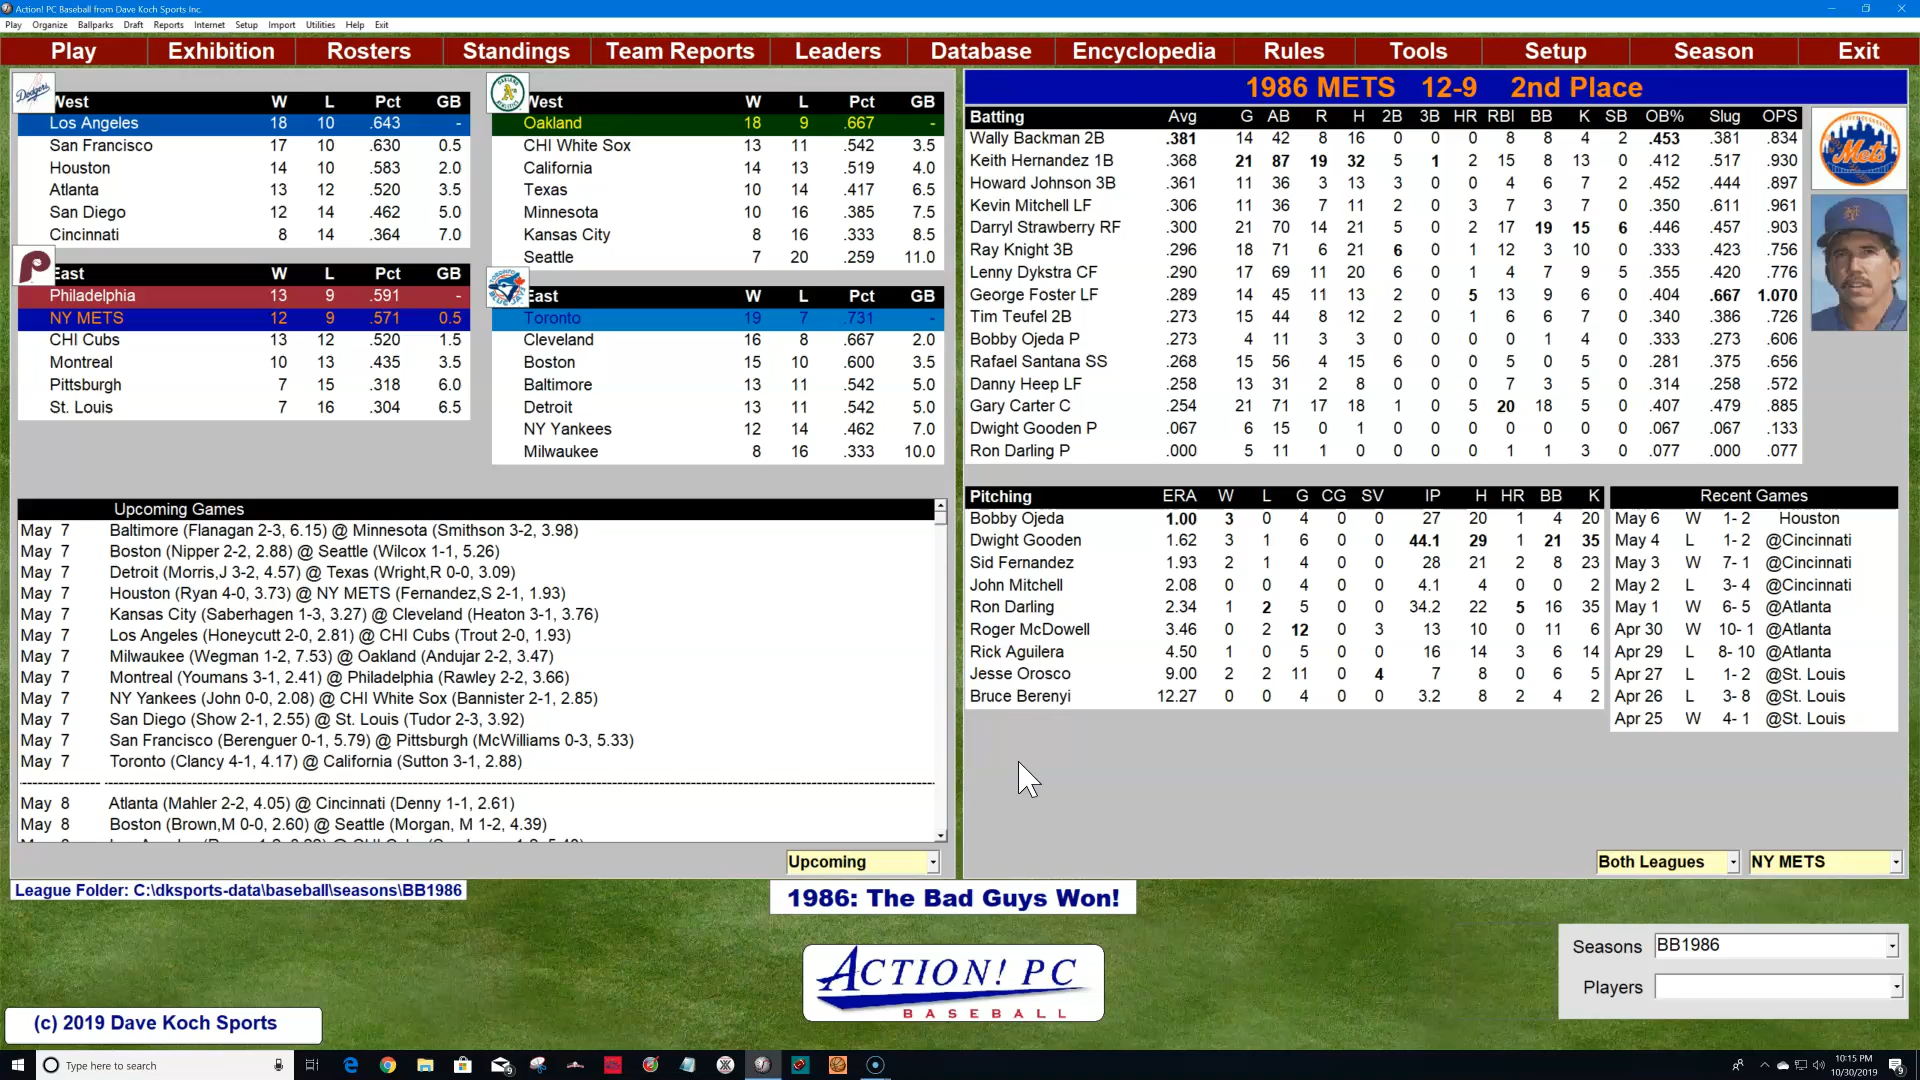 Action! PC Baseball from Dave Koch Sports Inc.
Play Organize Ballparks Draft Reports Internet Setup Import Utilities Help Exit
Play Exhibition Rosters Standings Team Reports Leaders Database Encyclopedia Rules Tools Setup Season Exit
Dodgers
West W L Pct GB
Los Angeles 18 10 .643 -
San Francisco 17 10 .630 0.5
Houston 14 10 .583 2.0
Atlanta 13 12 .520 3.5
San Diego 12 14 .462 5.0
Cincinnati 8 14 .364 7.0
P
East W L Pct GB
Philadelphia 13 9 .591 -
NY METS 12 9 .571 0.5
CHI Cubs 13 12 .520 1.5
Montreal 10 13 .435 3.5
Pittsburgh 7 15 .318 6.0
St. Louis 7 16 .304 6.5
West W L Pct GB
Oakland 18 9 .667 -
CHI White Sox 13 11 .542 3.5
California 14 13 .519 4.0
Texas 10 14 .417 6.5
Minnesota 10 16 .385 7.5
Kansas City 8 16 .333 8.5
Seattle 7 20 .259 11.0
East W L Pct GB
Toronto 19 7 .731 -
Cleveland 16 8 .667 2.0
Boston 15 10 .600 3.5
Baltimore 13 11 .542 5.0
Detroit 13 11 .542 5.0
NY Yankees 12 14 .462 7.0
Milwaukee 8 16 .333 10.0
Upcoming Games
May 7 Baltimore (Flanagan 2-3, 6.15) @ Minnesota (Smithson 3-2, 3.98)
May 7 Boston (Nipper 2-2, 2.88) @ Seattle (Wilcox 1-1, 5.26)
May 7 Detroit (Morris,J 3-2, 4.57) @ Texas (Wright,R 0-0, 3.09)
May 7 Houston (Ryan 4-0, 3.73) @ NY METS (Fernandez,S 2-1, 1.93)
May 7 Kansas City (Saberhagen 1-3, 3.27) @ Cleveland (Heaton 3-1, 3.76)
May 7 Los Angeles (Honeycutt 2-0, 2.81) @ CHI Cubs (Trout 2-0, 1.93)
May 7 Milwaukee (Wegman 1-2, 7.53) @ Oakland (Andujar 2-2, 3.47)
May 7 Montreal (Youmans 3-1, 2.41) @ Philadelphia (Rawley 2-2, 3.66)
May 7 NY Yankees (John 0-0, 2.08) @ CHI White Sox (Bannister 2-1, 2.85)
May 7 San Diego (Show 2-1, 2.55) @ St. Louis (Tudor 2-3, 3.92)
May 7 San Francisco (Berenguer 0-1, 5.79) @ Pittsburgh (McWilliams 0-3, 5.33)
May 7 Toronto (Clancy 4-1, 4.17) @ California (Sutton 3-1, 2.88)
May 8 Atlanta (Mahler 2-2, 4.05) @ Cincinnati (Denny 1-1, 2.61)
May 8 Boston (Brown,M 0-0, 2.60) @ Seattle (Morgan, M 1-2, 4.39)
Upcoming
1986 METS 12-9 2nd Place
Batting Avg G AB R H 2B 3B HR RBI BB K SB OB% Slug OPS
Wally Backman 2B .381 14 42 8 16 0 0 0 8 8 4 2 .453 .381 .834
Keith Hernandez 1B .368 21 87 19 32 5 1 2 15 8 13 0 .412 .517 .930
Howard Johnson 3B .361 11 36 3 13 3 0 0 4 6 7 2 .452 .444 .897
Kevin Mitchell LF .306 11 36 7 11 2 0 3 7 3 7 0 .350 .611 .961
Darryl Strawberry RF .300 21 70 14 21 5 0 2 17 19 15 6 .446 .457 .903
Ray Knight 3B .296 18 71 6 21 6 0 1 12 3 10 0 .333 .423 .756
Lenny Dykstra CF .290 17 69 11 20 6 0 1 4 7 9 5 .355 .420 .776
George Foster LF .289 14 45 11 13 2 0 5 13 9 6 0 .404 .667 1.070
Tim Teufel 2B .273 15 44 8 12 2 0 1 6 6 7 0 .340 .386 .726
Bobby Ojeda P .273 4 11 3 3 0 0 0 0 1 4 0 .333 .273 .606
Rafael Santana SS .268 15 56 4 15 6 0 0 5 0 5 0 .281 .375 .656
Danny Heep LF .258 13 31 2 8 0 0 0 7 3 5 0 .314 .258 .572
Gary Carter C .254 21 71 17 18 1 0 5 20 18 5 0 .407 .479 .885
Dwight Gooden P .067 6 15 0 1 0 0 0 0 0 0 0 .067 .067 .133
Ron Darling P .000 5 11 1 0 0 0 0 1 1 3 0 .077 .000 .077
Mets
Pitching ERA W L G CG SV IP H HR BB K
Bobby Ojeda 1.00 3 0 4 0 0 27 20 1 4 20
Dwight Gooden 1.62 3 1 6 0 0 44.1 29 1 21 35
Sid Fernandez 1.93 2 1 4 0 0 28 21 2 8 23
John Mitchell 2.08 0 0 4 0 0 4.1 4 0 0 2
Ron Darling 2.34 1 2 5 0 0 34.2 22 5 16 35
Roger McDowell 3.46 0 2 12 0 3 13 10 0 11 6
Rick Aguilera 4.50 1 0 5 0 0 16 14 3 6 14
Jesse Orosco 9.00 2 2 11 0 4 7 8 0 6 5
Bruce Berenyi 12.27 0 0 4 0 0 3.2 8 2 4 2
Recent Games
May 6 W 1- 2 Houston
May 4 L 1- 2 @Cincinnati
May 3 W 7- 1 @Cincinnati
May 2 L 3- 4 @Cincinnati
May 1 W 6- 5 @Atlanta
Apr 30 W 10- 1 @Atlanta
Apr 29 L 8- 10 @Atlanta
Apr 27 L 1- 2 @St. Louis
Apr 26 L 3- 8 @St. Louis
Apr 25 W 4- 1 @St. Louis
Both Leagues NY METS
League Folder: C:\dksports-data\baseball\seasons\BB1986
1986: The Bad Guys Won!
ACTION! PC
BASEBALL
Seasons BB1986
Players
(c) 2019 Dave Koch Sports
Type here to search
10:15 PM
10/30/2019